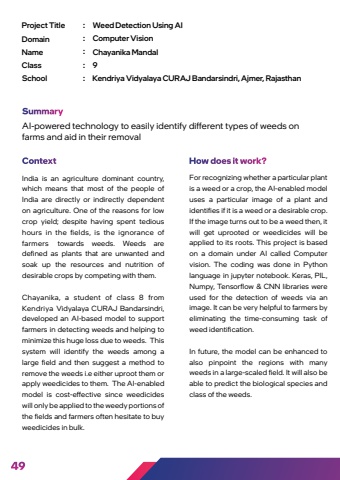 Project Title : Weed Detection Using AI
Domain : Computer Vision
Name : Chayanika Mandal
Class : 9
School : Kendriya Vidyalaya CURAJ Bandarsindri, Ajmer, Rajasthan
Summary
AI-powered technology to easily identify different types of weeds on
farms and aid in their removal
Context
India is an agriculture dominant country,
which means that most of the people of
India are directly or indirectly dependent
on agriculture. One of the reasons for low
crop yield; despite having spent tedious
hours in the fields, is the ignorance of
farmers towards weeds. Weeds are
defined as plants that are unwanted and
soak up the resources and nutrition of
desirable crops by competing with them.
Chayanika, a student of class 8 from
Kendriya Vidyalaya CURAJ Bandarsindri,
developed an AI-based model to support
farmers in detecting weeds and helping to
minimize this huge loss due to weeds. This
system will identify the weeds among a
large field and then suggest a method to
remove the weeds i.e either uproot them or
apply weedicides to them. The AI-enabled
model is cost-effective since weedicides
will only be applied to the weedy portions of
the fields and farmers often hesitate to buy
weedicides in bulk.
How does it work?
For recognizing whether a particular plant
is a weed or a crop, the AI-enabled model
uses a particular image of a plant and
identifies if it is a weed or a desirable crop.
If the image turns out to be a weed then, it
will get uprooted or weedicides will be
applied to its roots. This project is based
on a domain under AI called Computer
vision. The coding was done in Python
language in jupyter notebook. Keras, PIL,
Numpy, Tensorflow & CNN libraries were
used for the detection of weeds via an
image. It can be very helpful to farmers by
eliminating the time-consuming task of
weed identification.
In future, the model can be enhanced to
also pinpoint the regions with many
weeds in a large-scaled field. It will also be
able to predict the biological species and
class of the weeds.
49